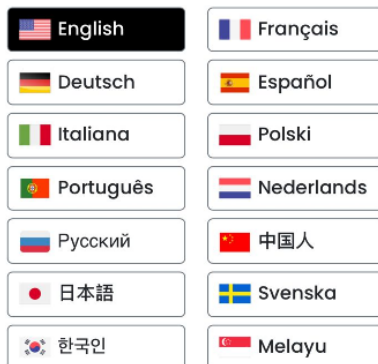 English
Français
Deutsch
Español
Italiana
Polski
Português
Nederlands
Русский
中国人
日本語
Svenska
한국인
Melayu